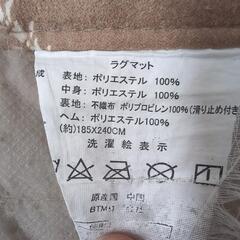 ラグマット
表地: ポリエステル 100%
中身: ポリエステル 100%
裏地: 不織布 ポリプロピレン100%(滑り止め付き)
ヘム: ポリエステル100%
(約)185X240CM
洗濯絵表示
原産国 中国
BTM